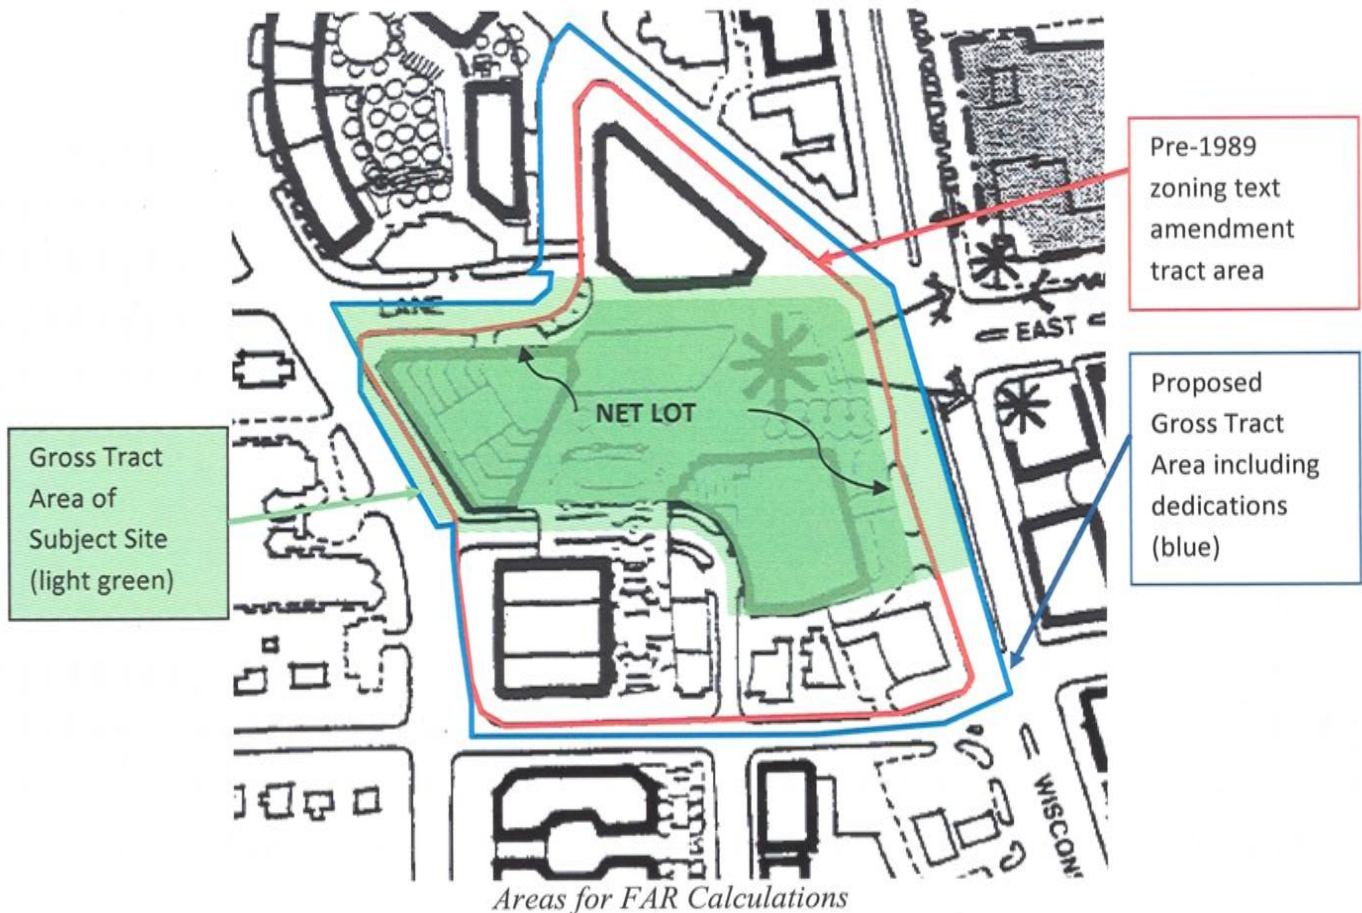 Pre-1989
zoning text
amendment
tract area
LANE
EAST
Proposed
Gross Tract
Area including
dedications
(blue)
NET LOT
Gross Tract
Area of
Subject Site
(light green)
WISCON
Areas for FAR Calculations